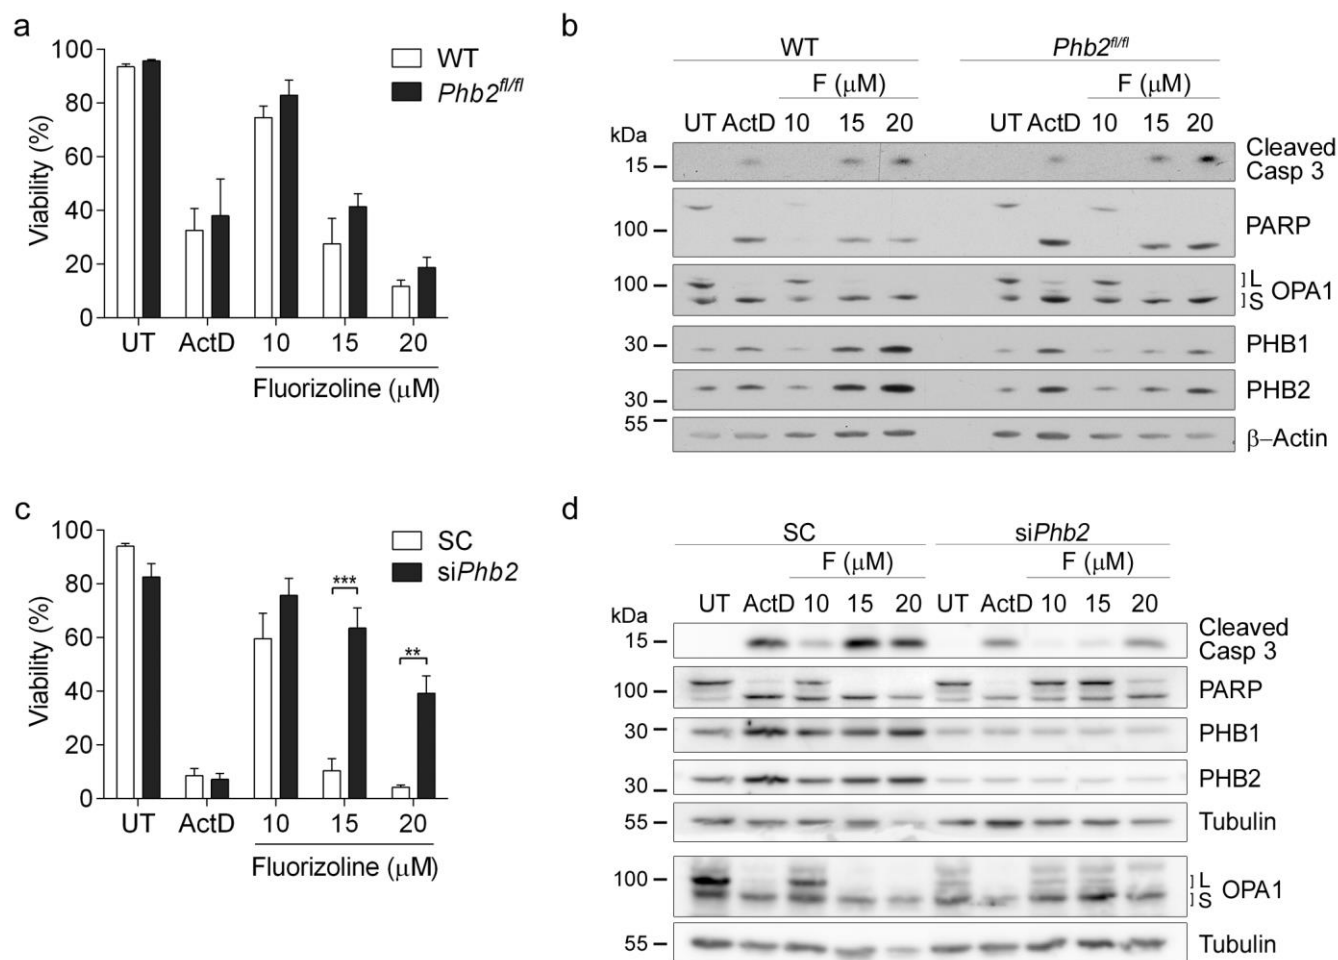 a
100
80
60
40
20
0
Viability (%)
WT
Phb2fl/fl
UT ActD 10 15 20
Fluorizoline (μM)
b
WT Phb2fl/fl
F (μM) F (μM)
kDa UT ActD 10 15 20 UT ActD 10 15 20
15 Cleaved
Casp 3
100 PARP
100 L
S OPA1
30 PHB1
30 PHB2
55 β–Actin
c
100
80
60
40
20
0
Viability (%)
SC
siPhb2
***
**
UT ActD 10 15 20
Fluorizoline (μM)
d
SC siPhb2
F (μM) F (μM)
kDa UT ActD 10 15 20 UT ActD 10 15 20
15 Cleaved
Casp 3
100 PARP
30 PHB1
30 PHB2
55 Tubulin
100 L
S OPA1
55 Tubulin